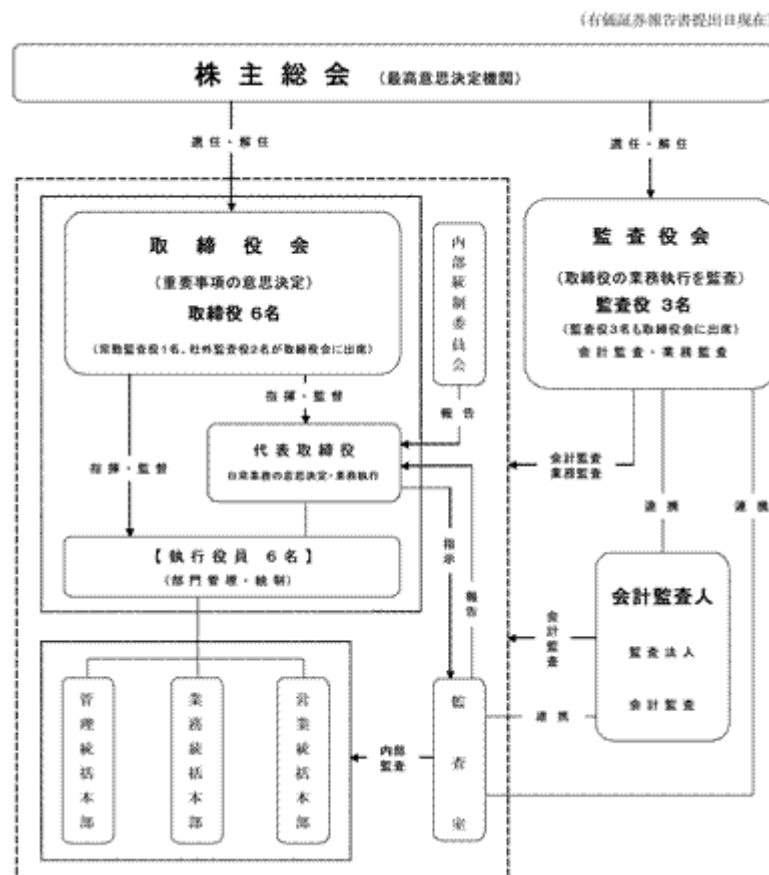 (有価証券報告書提出日現在)
株主総会 (最高意思決定機関)
選任・解任
選任・解任
取締役会
(重要事項の意思決定)
取締役 6名
(常勤監査役1名、社外監査役2名が取締役会に出席)
内部統制委員会
監査役会
(取締役の業務執行を監査)
監査役 3名
(監査役3名も取締役会に出席)
会計監査・業務監査
指揮・監督
報告
代表取締役
日常業務の意思決定・業務執行
指揮・監督
会計監査
業務監査
連携
連携
【執行役員 6名】
(部門管理・統制)
指示
報告
会計監査人
監査法人
会計監査
会計監査
管理統括本部
業務統括本部
営業統括本部
監査室
連携
内部
監査